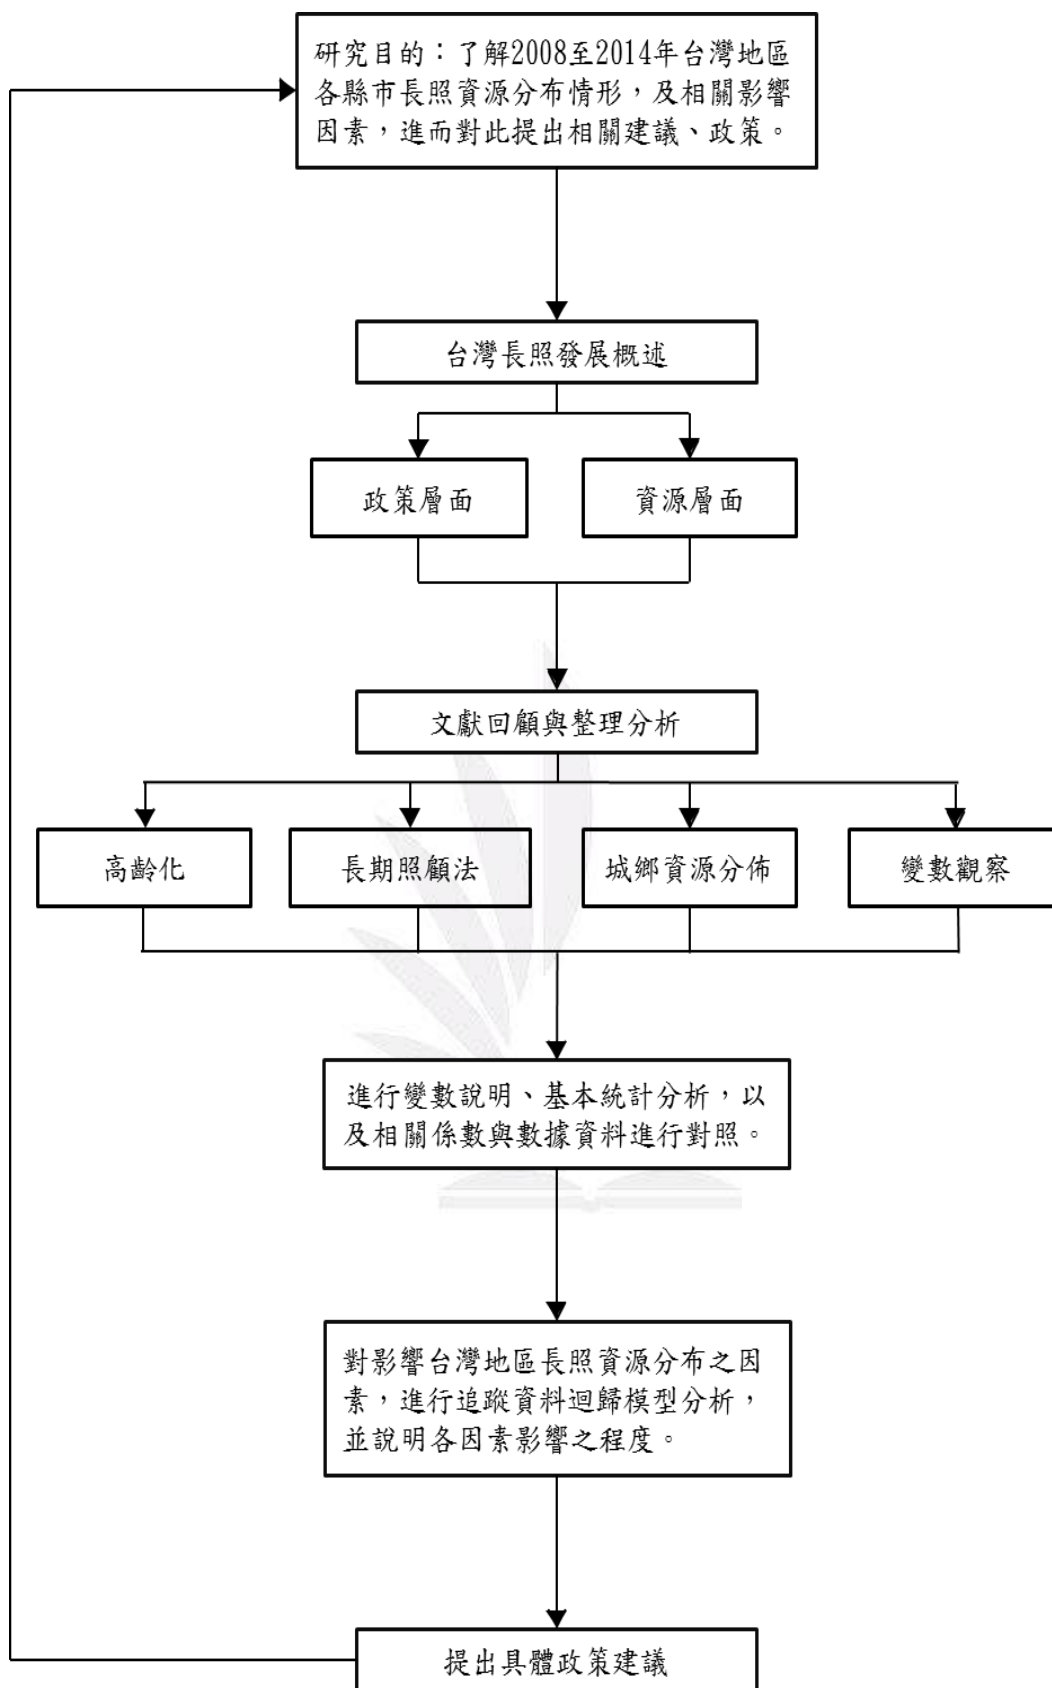 研究目的：了解2008至2014年台灣地區
各縣市長照資源分布情形，及相關影響
因素，進而對此提出相關建議、政策。
台灣長照發展概述
政策層面
資源層面
文獻回顧與整理分析
高齡化
長期照顧法
城鄉資源分佈
變數觀察
進行變數說明、基本統計分析，以
及相關係數與數據資料進行對照。
對影響台灣地區長照資源分布之因
素，進行追蹤資料迴歸模型分析，
並說明各因素影響之程度。
提出具體政策建議